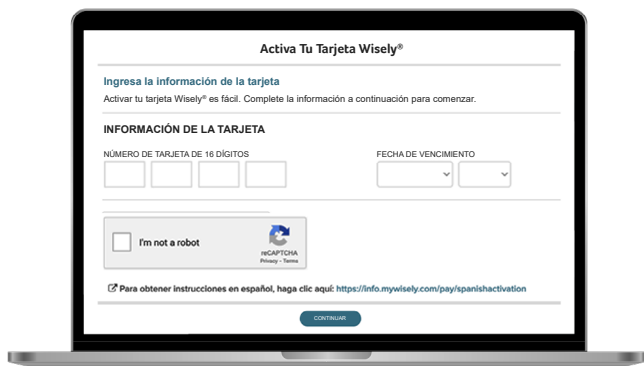 Activa Tu Tarjeta Wisely®
Ingresa la información de la tarjeta
Activar tu tarjeta Wisely® es fácil. Complete la información a continuación para comenzar.
INFORMACIÓN DE LA TARJETA
NÚMERO DE TARJETA DE 16 DÍGITOS
FECHA DE VENCIMIENTO
I'm not a robot
reCAPTCHA
Privacy - Terms
Para obtener instrucciones en español, haga clic aquí: https://info.mywisely.com/pay/spanishactivation
CONTINUAR